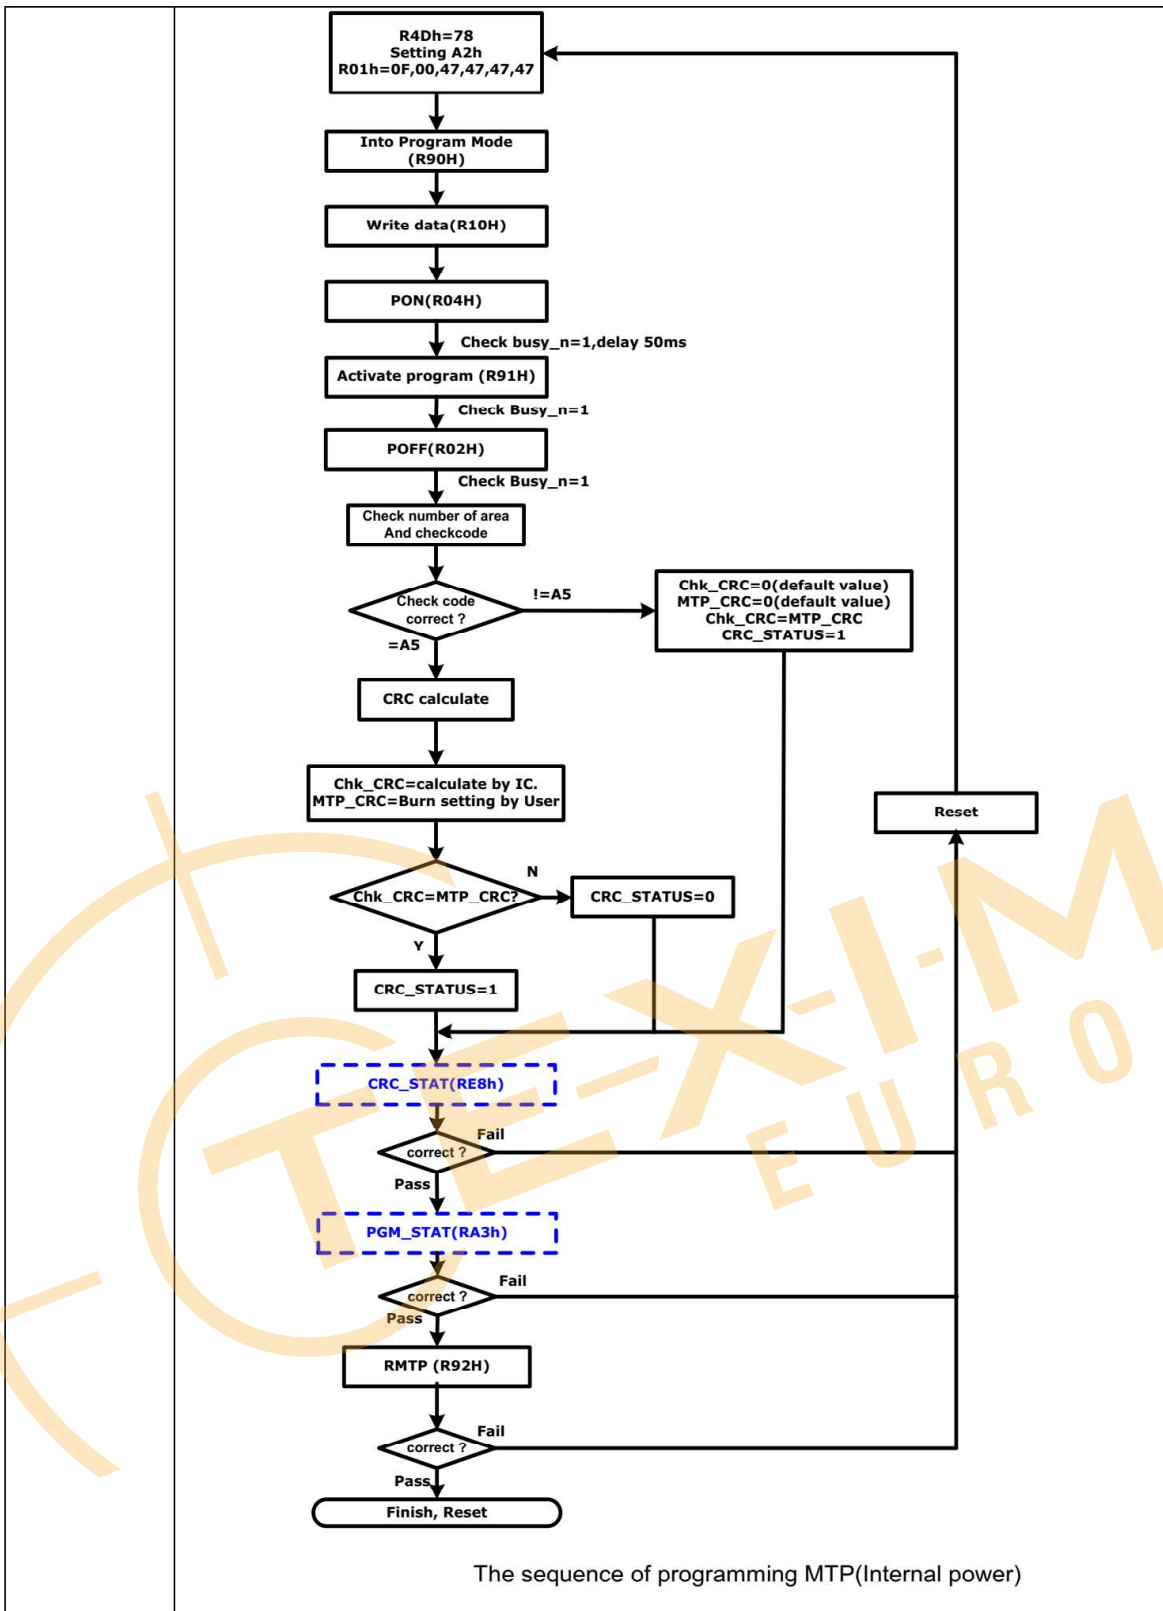 R4Dh=78
Setting A2h
R01h=0F,00,47,47,47,47
Into Program Mode
(R90H)
Write data(R10H)
PON(R04H)
Check busy_n=1,delay 50ms
Activate program (R91H)
Check Busy_n=1
POFF(R02H)
Check Busy_n=1
Check number of area
And checkcode
Check code
correct ?
!=A5
=A5
Chk_CRC=0(default value)
MTP_CRC=0(default value)
Chk_CRC=MTP_CRC
CRC_STATUS=1
CRC calculate
Chk_CRC=calculate by IC.
MTP_CRC=Burn setting by User
Reset
Chk_CRC=MTP_CRC?
N
CRC_STATUS=0
Y
CRC_STATUS=1
CRC_STAT(RE8h)
correct ?
Fail
Pass
PGM_STAT(RA3h)
correct ?
Fail
Pass
RMTP (R92H)
correct ?
Fail
Pass
Finish, Reset
The sequence of programming MTP(Internal power)
TEXIM
EURO